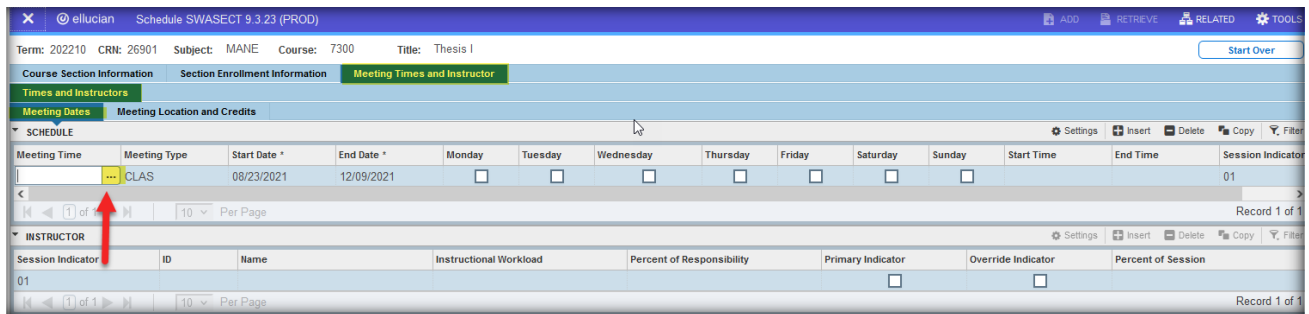 ellucian Schedule SWASECT 9.3.23 (PROD) ADD RETRIEVE RELATED TOOLS
Term: 202210 CRN: 26901 Subject: MANE Course: 7300 Title: Thesis I Start Over
Course Section Information Section Enrollment Information Meeting Times and Instructor
Times and Instructors
Meeting Dates Meeting Location and Credits
SCHEDULE Settings Insert Delete Copy Filter
Meeting Time Meeting Type Start Date * End Date * Monday Tuesday Wednesday Thursday Friday Saturday Sunday Start Time End Time Session Indicator
... CLAS 08/23/2021 12/09/2021 01
1 of 10 Per Page Record 1 of 1
INSTRUCTOR Settings Insert Delete Copy Filter
Session Indicator ID Name Instructional Workload Percent of Responsibility Primary Indicator Override Indicator Percent of Session
01
1 of 1 10 Per Page Record 1 of 1